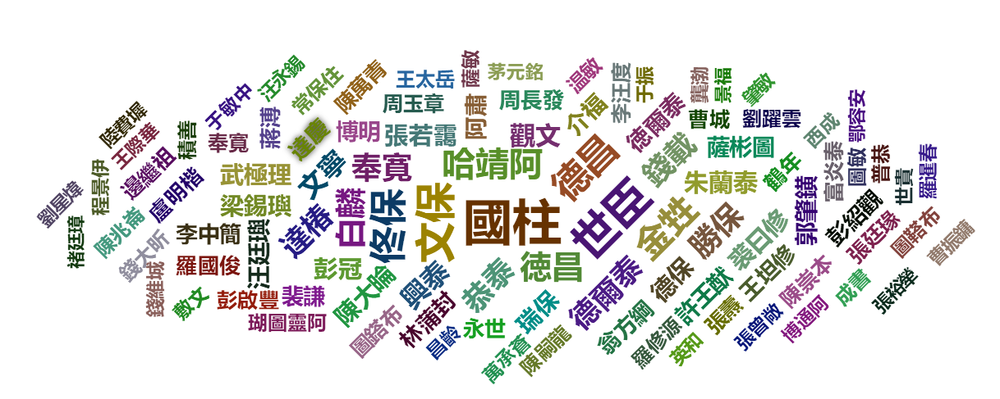 國柱
世臣
文保
佟保
德昌
金甡
哈靖阿
白麟
奉寬
達椿
文寧
興泰
恭泰
德昌
德爾泰
勝保
錢載
朱蘭泰
裴日修
武極理
梁錫璵
汪廷與
彭冠
陳大喻
林蒲封
瑞保
德保
許王猷
王坦修
郭肇鐄
薩彬圖
德爾泰
觀文
介福
張若靄
博明
阿肅
周長發
周玉章
王太岳
薩敏
茅元銘
溫敏
李汪度
于振
龔渤
景福
肇敏
劉躍雲
鶴年
西成
鄂容安
富炎泰
圖敏
普恭
世貴
羅暹春
彭紹觀
張廷瑑
圖鞳布
曹振鏞
陳崇本
成書
張裕犖
張壽
張曾敞
博通阿
英和
羅修源
翁方綱
陳嗣龍
萬承蒼
永世
昌齡
圖鞳布
瑚圖靈阿
裴謙
彭啟豐
敷文
羅國俊
錢維城
李中簡
錢大昕
陳兆崙
褚廷璋
劉星煒
程景伊
盧明楷
邊繼祖
王際華
陸費墀
積善
奉寬
于敏中
蔣溥
汪永錫
常保住
達慶
陳萬青